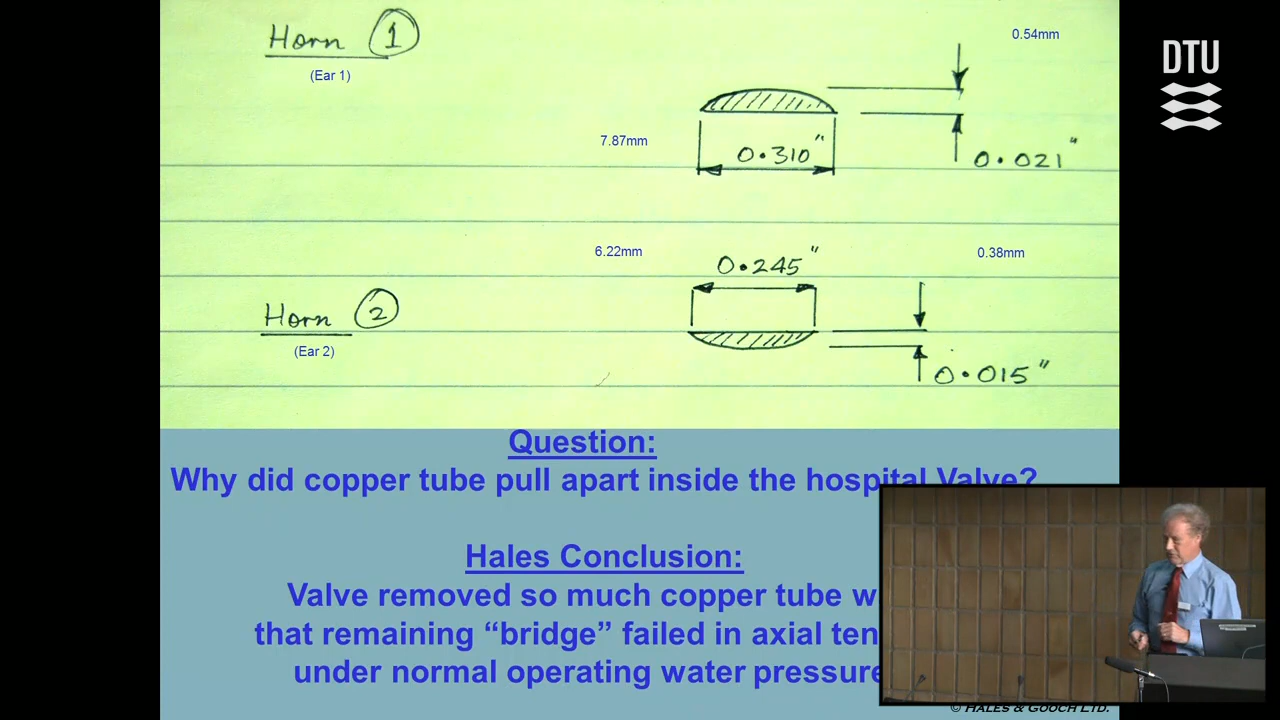 Horn 1
(Ear 1)
0.54mm
7.87mm
0.310"
0.021"
6.22mm
0.245"
0.38mm
Horn 2
(Ear 2)
0.015"
Question:
Why did copper tube pull apart inside the hospital Valve?
Hales Conclusion:
Valve removed so much copper tube w
that remaining “bridge” failed in axial ten
under normal operating water pressure
© HALES & GOOCH LTD.
DTU